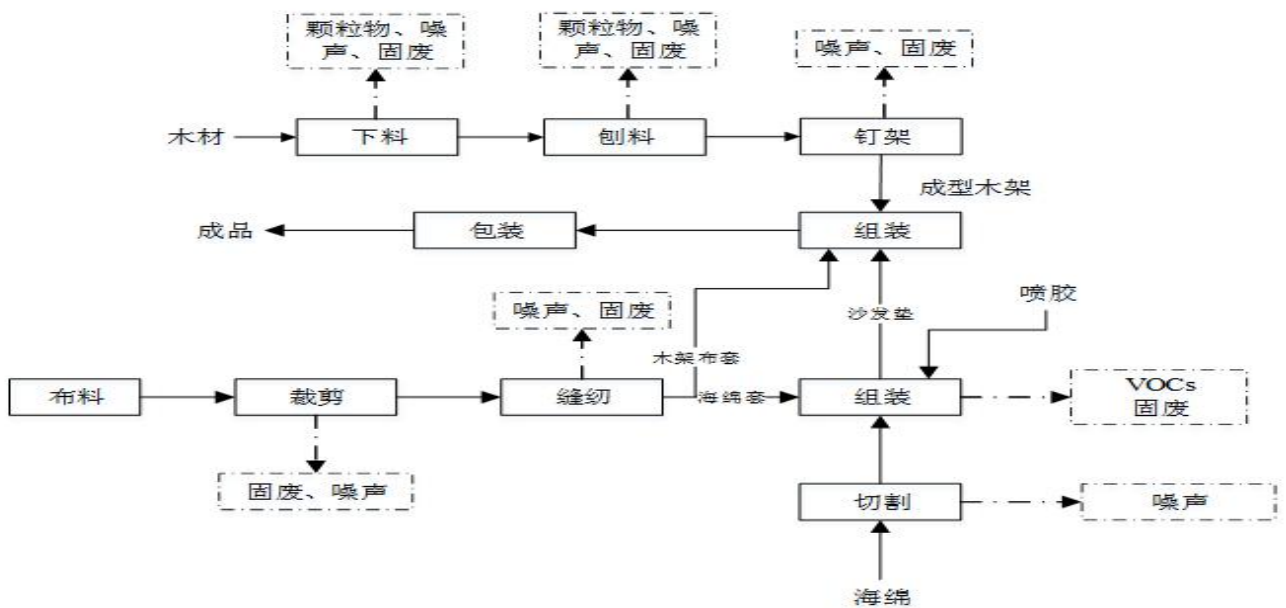 颗粒物、噪
声、固废
颗粒物、噪
声、固废
噪声、固废
木材
下料
刨料
钉架
成型木架
成品
包装
组装
喷胶
噪声、固废
沙发垫
木架布套
布料
裁剪
缝纫
海绵套
组装
VOCs
固废
固废、噪声
切割
噪声
海绵